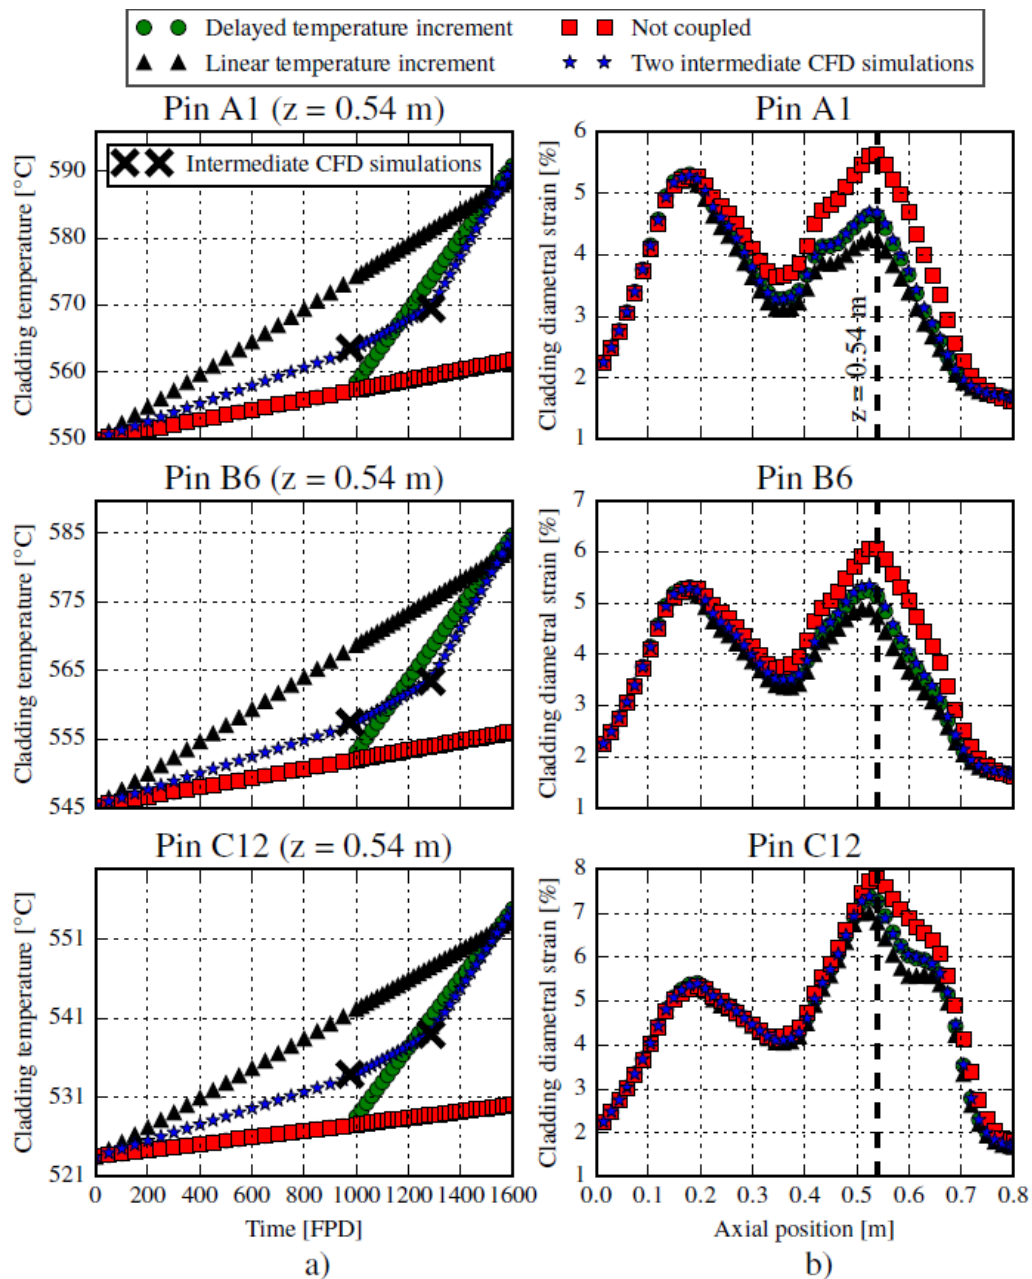 Delayed temperature increment
Not coupled
Linear temperature increment
Two intermediate CFD simulations
Pin A1 (z = 0.54 m)
Pin A1
Intermediate CFD simulations
Cladding temperature [°C]
590
580
570
560
550
Cladding diametral strain [%]
6
5
4
3
2
1
z = 0.54 m
Pin B6 (z = 0.54 m)
Pin B6
Cladding temperature [°C]
585
575
565
555
545
Cladding diametral strain [%]
7
6
5
4
3
2
1
Pin C12 (z = 0.54 m)
Pin C12
Cladding temperature [°C]
551
541
531
521
0 200 400 600 800 1000 1200 1400 1600
Time [FPD]
a)
Cladding diametral strain [%]
8
7
6
5
4
3
2
1
0.0 0.1 0.2 0.3 0.4 0.5 0.6 0.7 0.8
Axial position [m]
b)